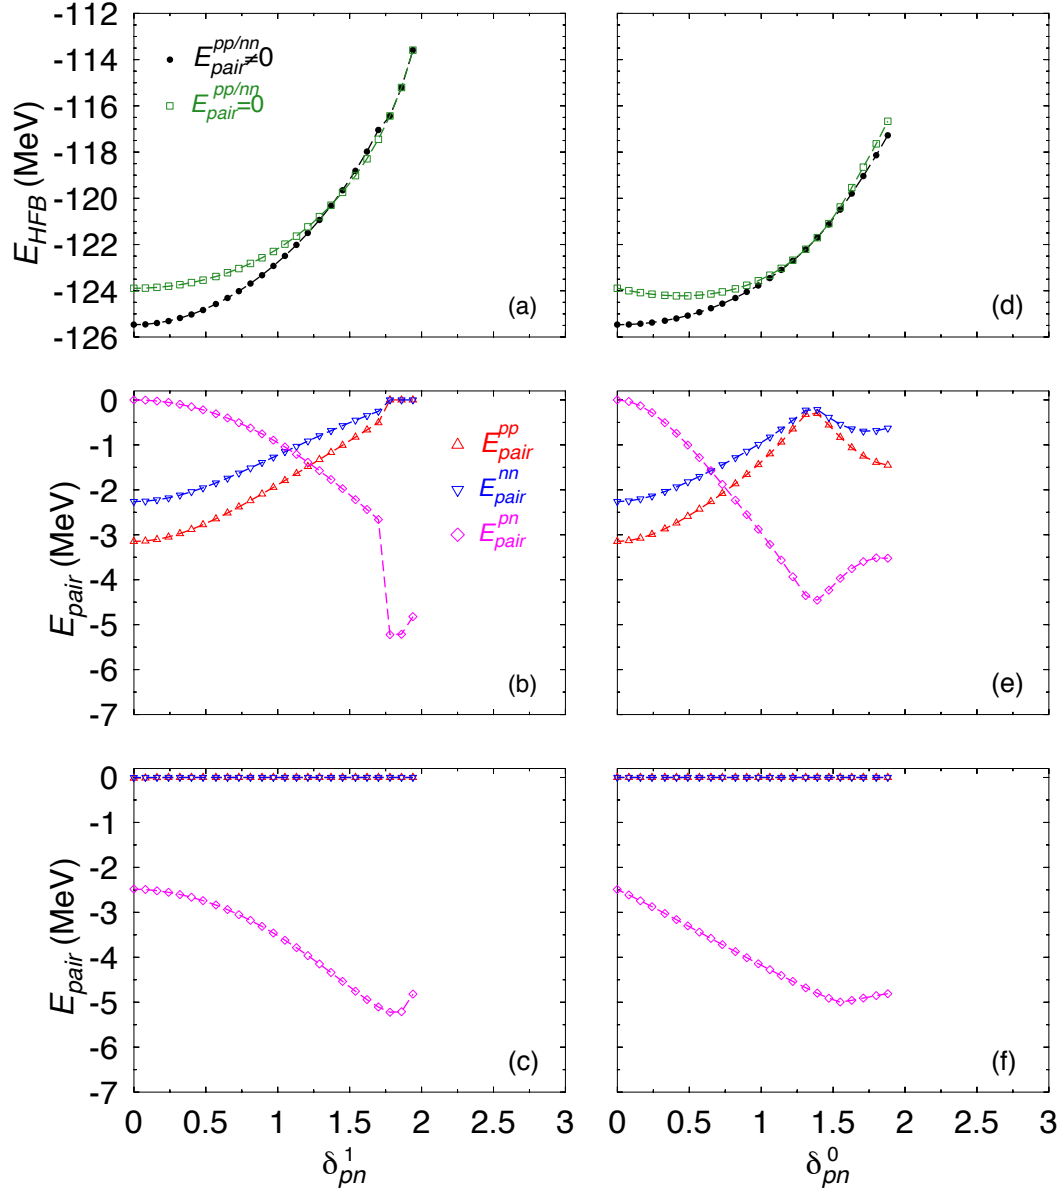 -112
-114
-116
-118
-120
-122
-124
-126
E_HFB (MeV)
E_pair^pp/nn≠0
E_pair^pp/nn=0
(a)
(d)
0
-1
-2
-3
-4
-5
-6
-7
E_pair (MeV)
E_pair^pp
E_pair^nn
E_pair^pn
(b)
(e)
0
-1
-2
-3
-4
-5
-6
-7
E_pair (MeV)
(c)
(f)
0 0.5 1 1.5 2 2.5 3
0 0.5 1 1.5 2 2.5 3
δ_pn^1
δ_pn^0